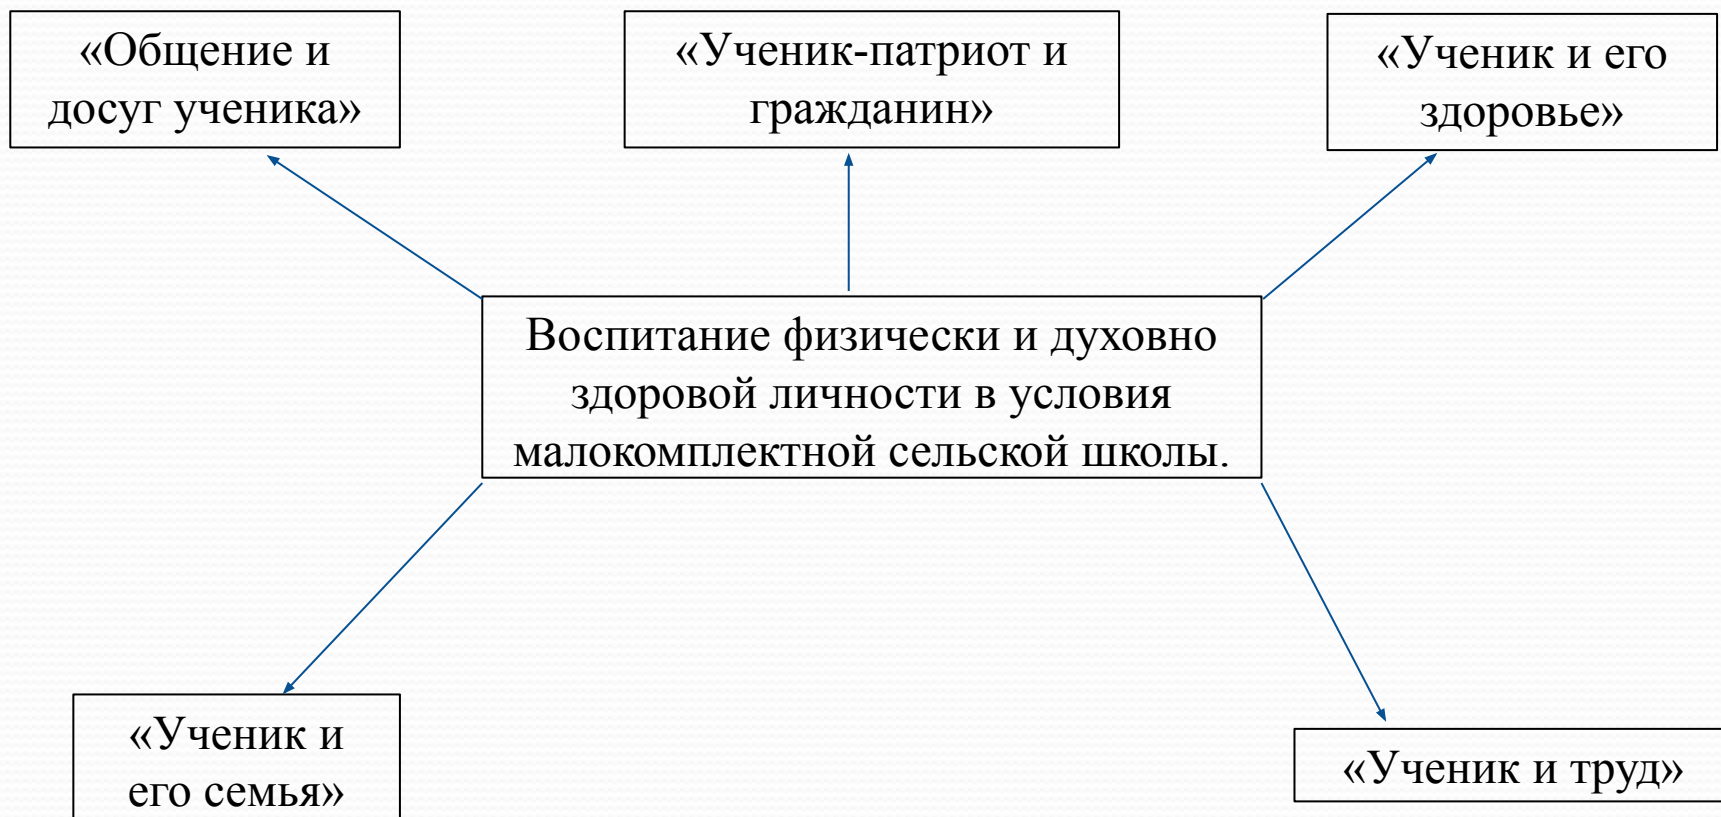 «Общение и
досуг ученика»
«Ученик-патриот и
гражданин»
«Ученик и его
здоровье»
Воспитание физически и духовно
здоровой личности в условия
малокомплектной сельской школы.
«Ученик и
его семья»
«Ученик и труд»